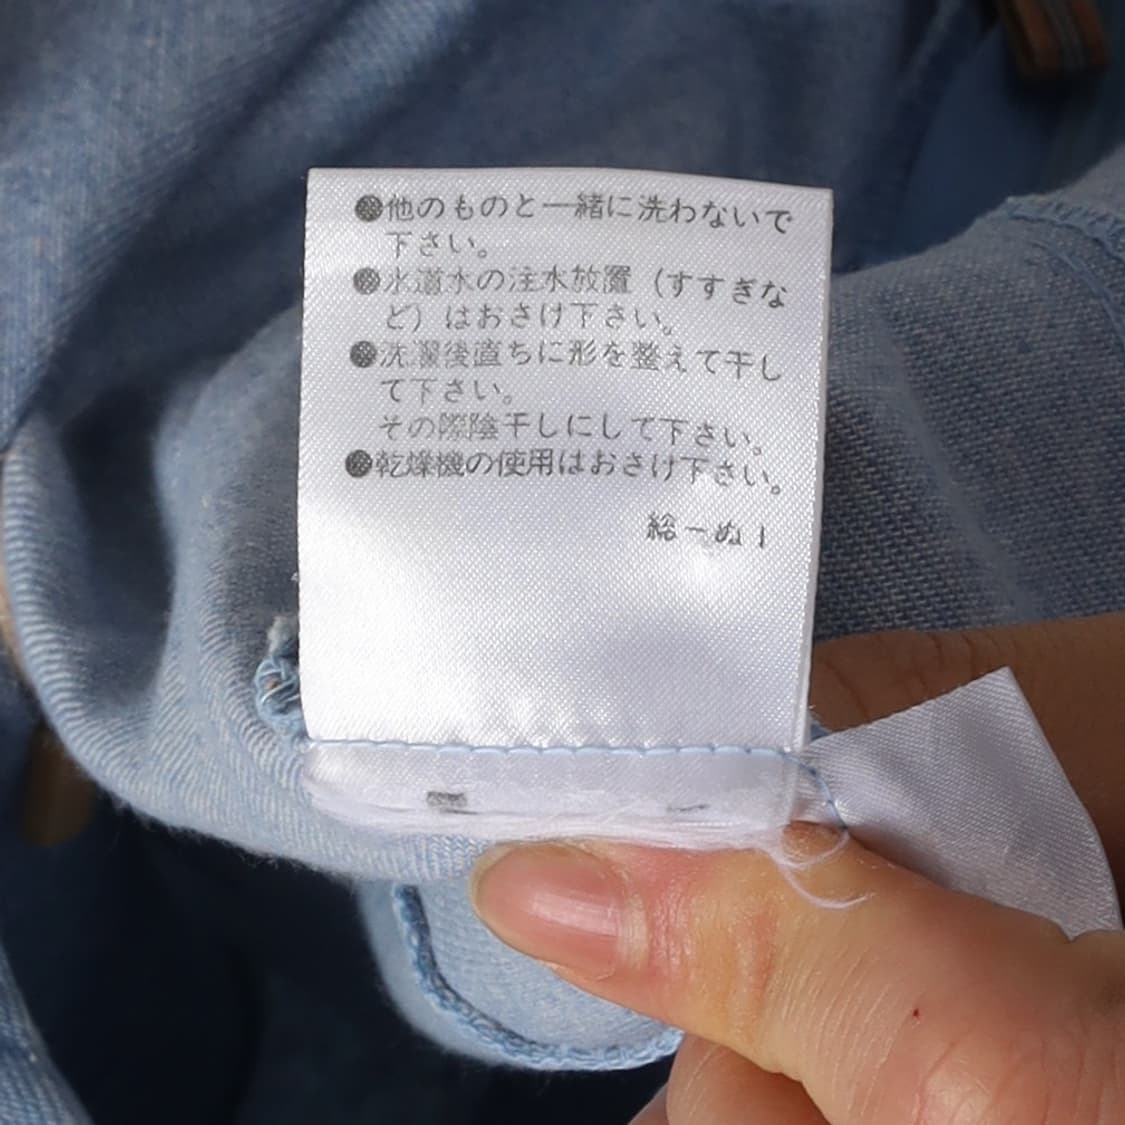 ●他のものと一緒に洗わないで
下さい。
●水道水の注水放置（すすぎな
ど）はおさけ下さい。
●洗濯後直ちに形を整えて干し
て下さい。
その際陰干しにして下さい。
●乾燥機の使用はおさけ下さい。